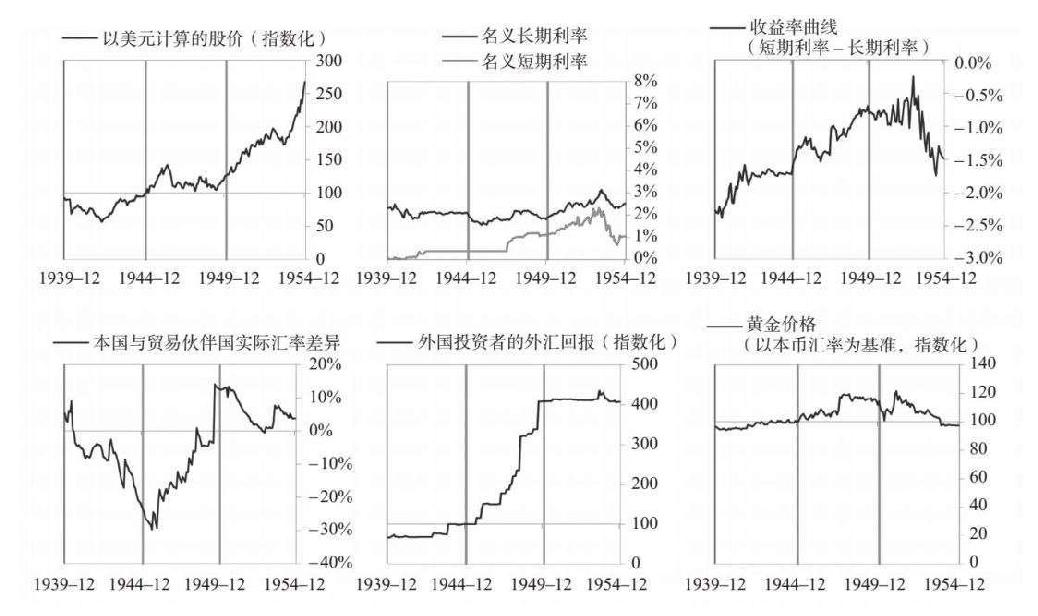 以美元计算的股价（指数化）
300
250
200
150
100
50
0
1939–12 1944–12 1949–12 1954–12
名义长期利率
名义短期利率
8%
7%
6%
5%
4%
3%
2%
1%
0%
1939–12 1944–12 1949–12 1954–12
收益率曲线
（短期利率－长期利率）
0.0%
−0.5%
−1.0%
−1.5%
−2.0%
−2.5%
−3.0%
1939–12 1944–12 1949–12 1954–12
本国与贸易伙伴国实际汇率差异
20%
10%
0%
−10%
−20%
−30%
−40%
1939–12 1944–12 1949–12 1954–12
外国投资者的外汇回报（指数化）
500
400
300
200
100
0
1939–12 1944–12 1949–12 1954–12
黄金价格
（以本币汇率为基准，指数化）
140
120
100
80
60
40
20
0
1939–12 1944–12 1949–12 1954–12